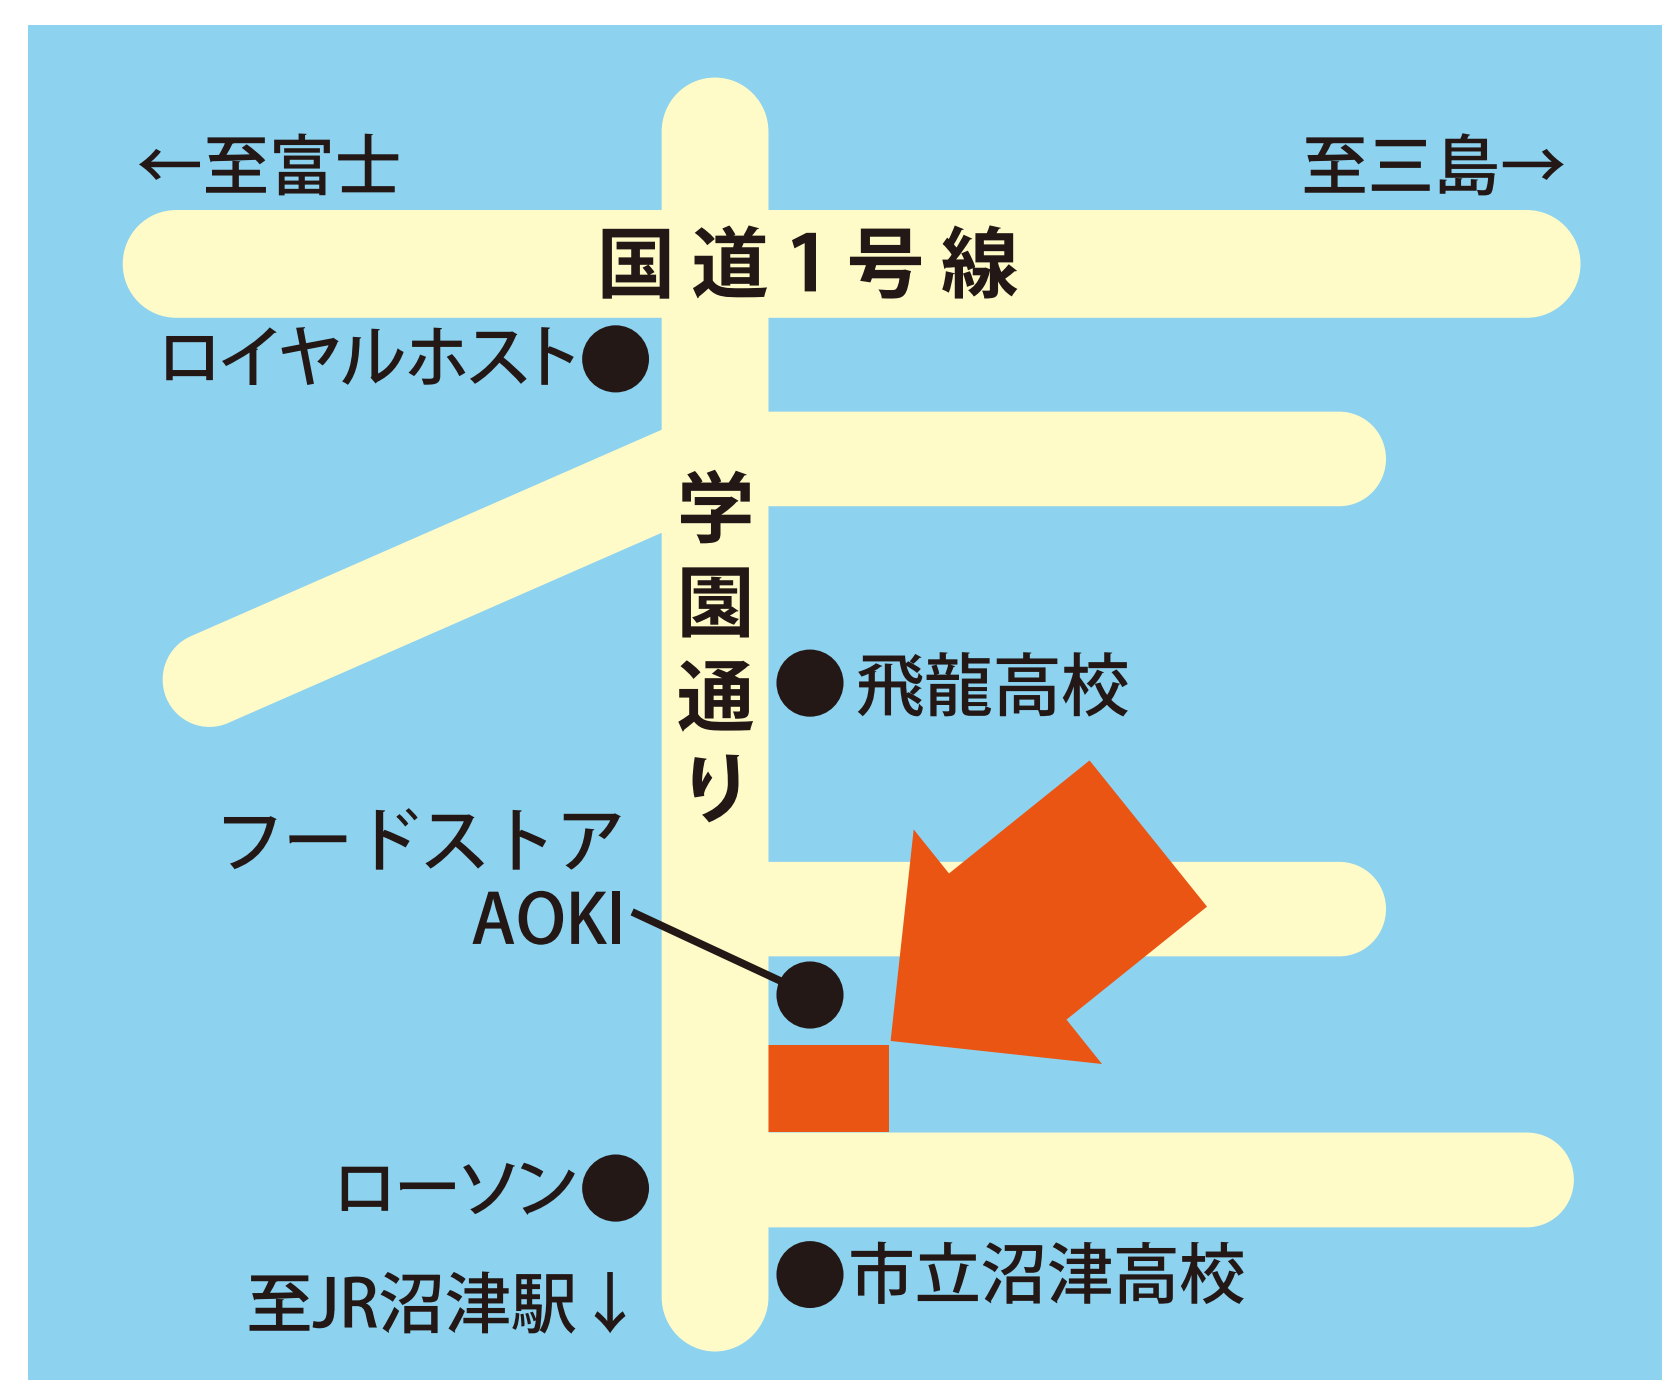 ←至富士
至三島→
国道1号線
ロイヤルホスト
学園通り
飛龍高校
フードストア
AOKI
ローソン
市立沼津高校
至JR沼津駅↓